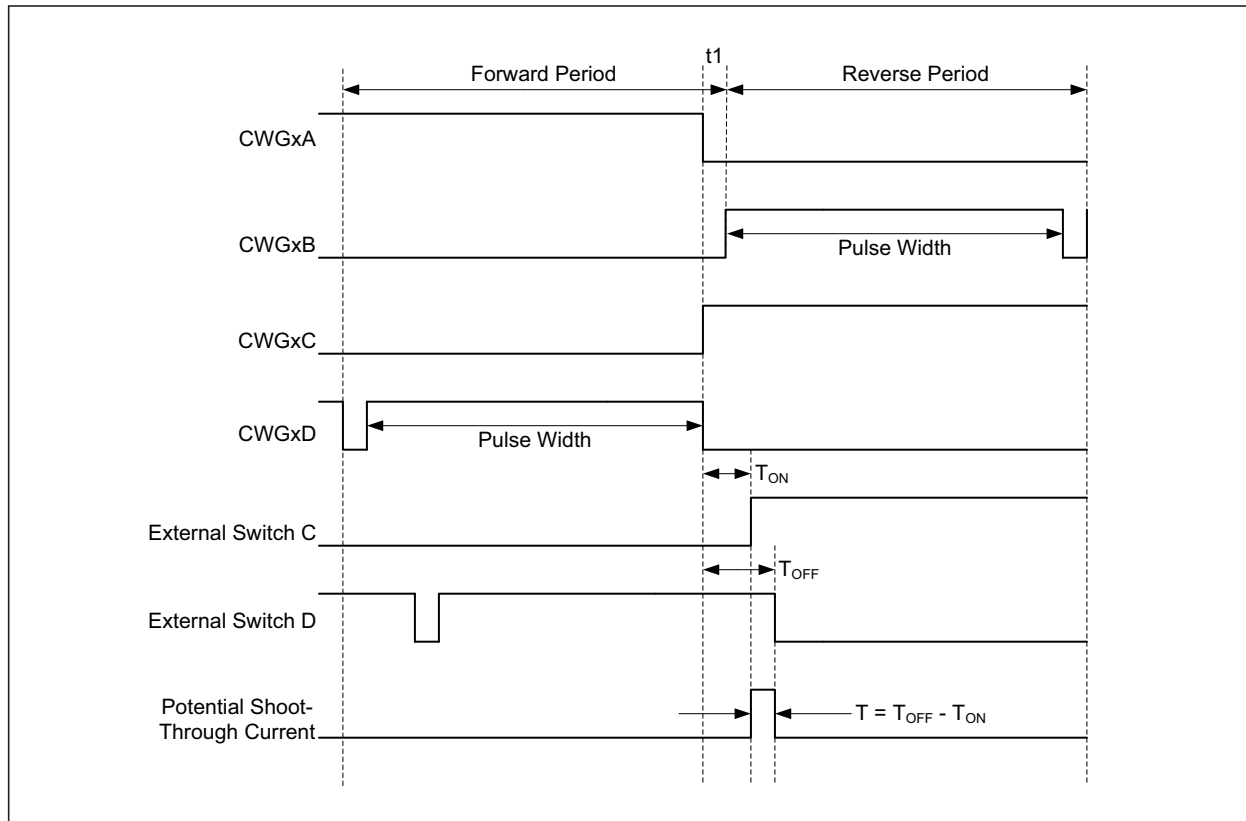 t1
Forward Period
Reverse Period
CWGxA
CWGxB
Pulse Width
CWGxC
CWGxD
Pulse Width
TON
External Switch C
TOFF
External Switch D
Potential Shoot-
Through Current
T = TOFF - TON